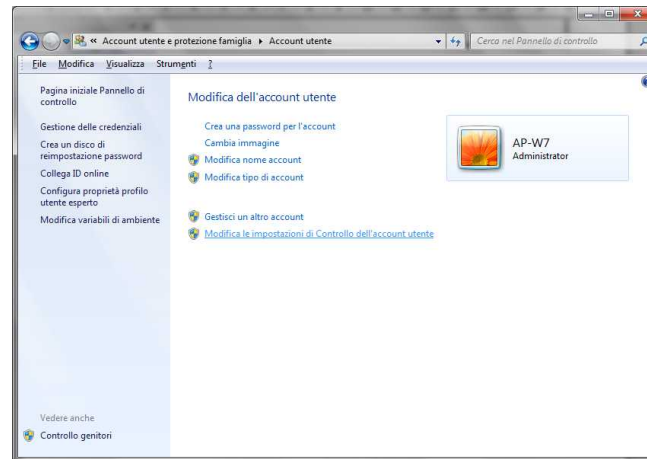 « Account utente e protezione famiglia ▸ Account utente
Cerca nel Pannello di controllo
File Modifica Visualizza Strumenti ?
Pagina iniziale Pannello di
controllo
Gestione delle credenziali
Crea un disco di
reimpostazione password
Collega ID online
Configura proprietà profilo
utente esperto
Modifica variabili di ambiente
Vedere anche
Controllo genitori
Modifica dell'account utente
Crea una password per l'account
Cambia immagine
Modifica nome account
Modifica tipo di account
Gestisci un altro account
Modifica le impostazioni di Controllo dell'account utente
AP-W7
Administrator